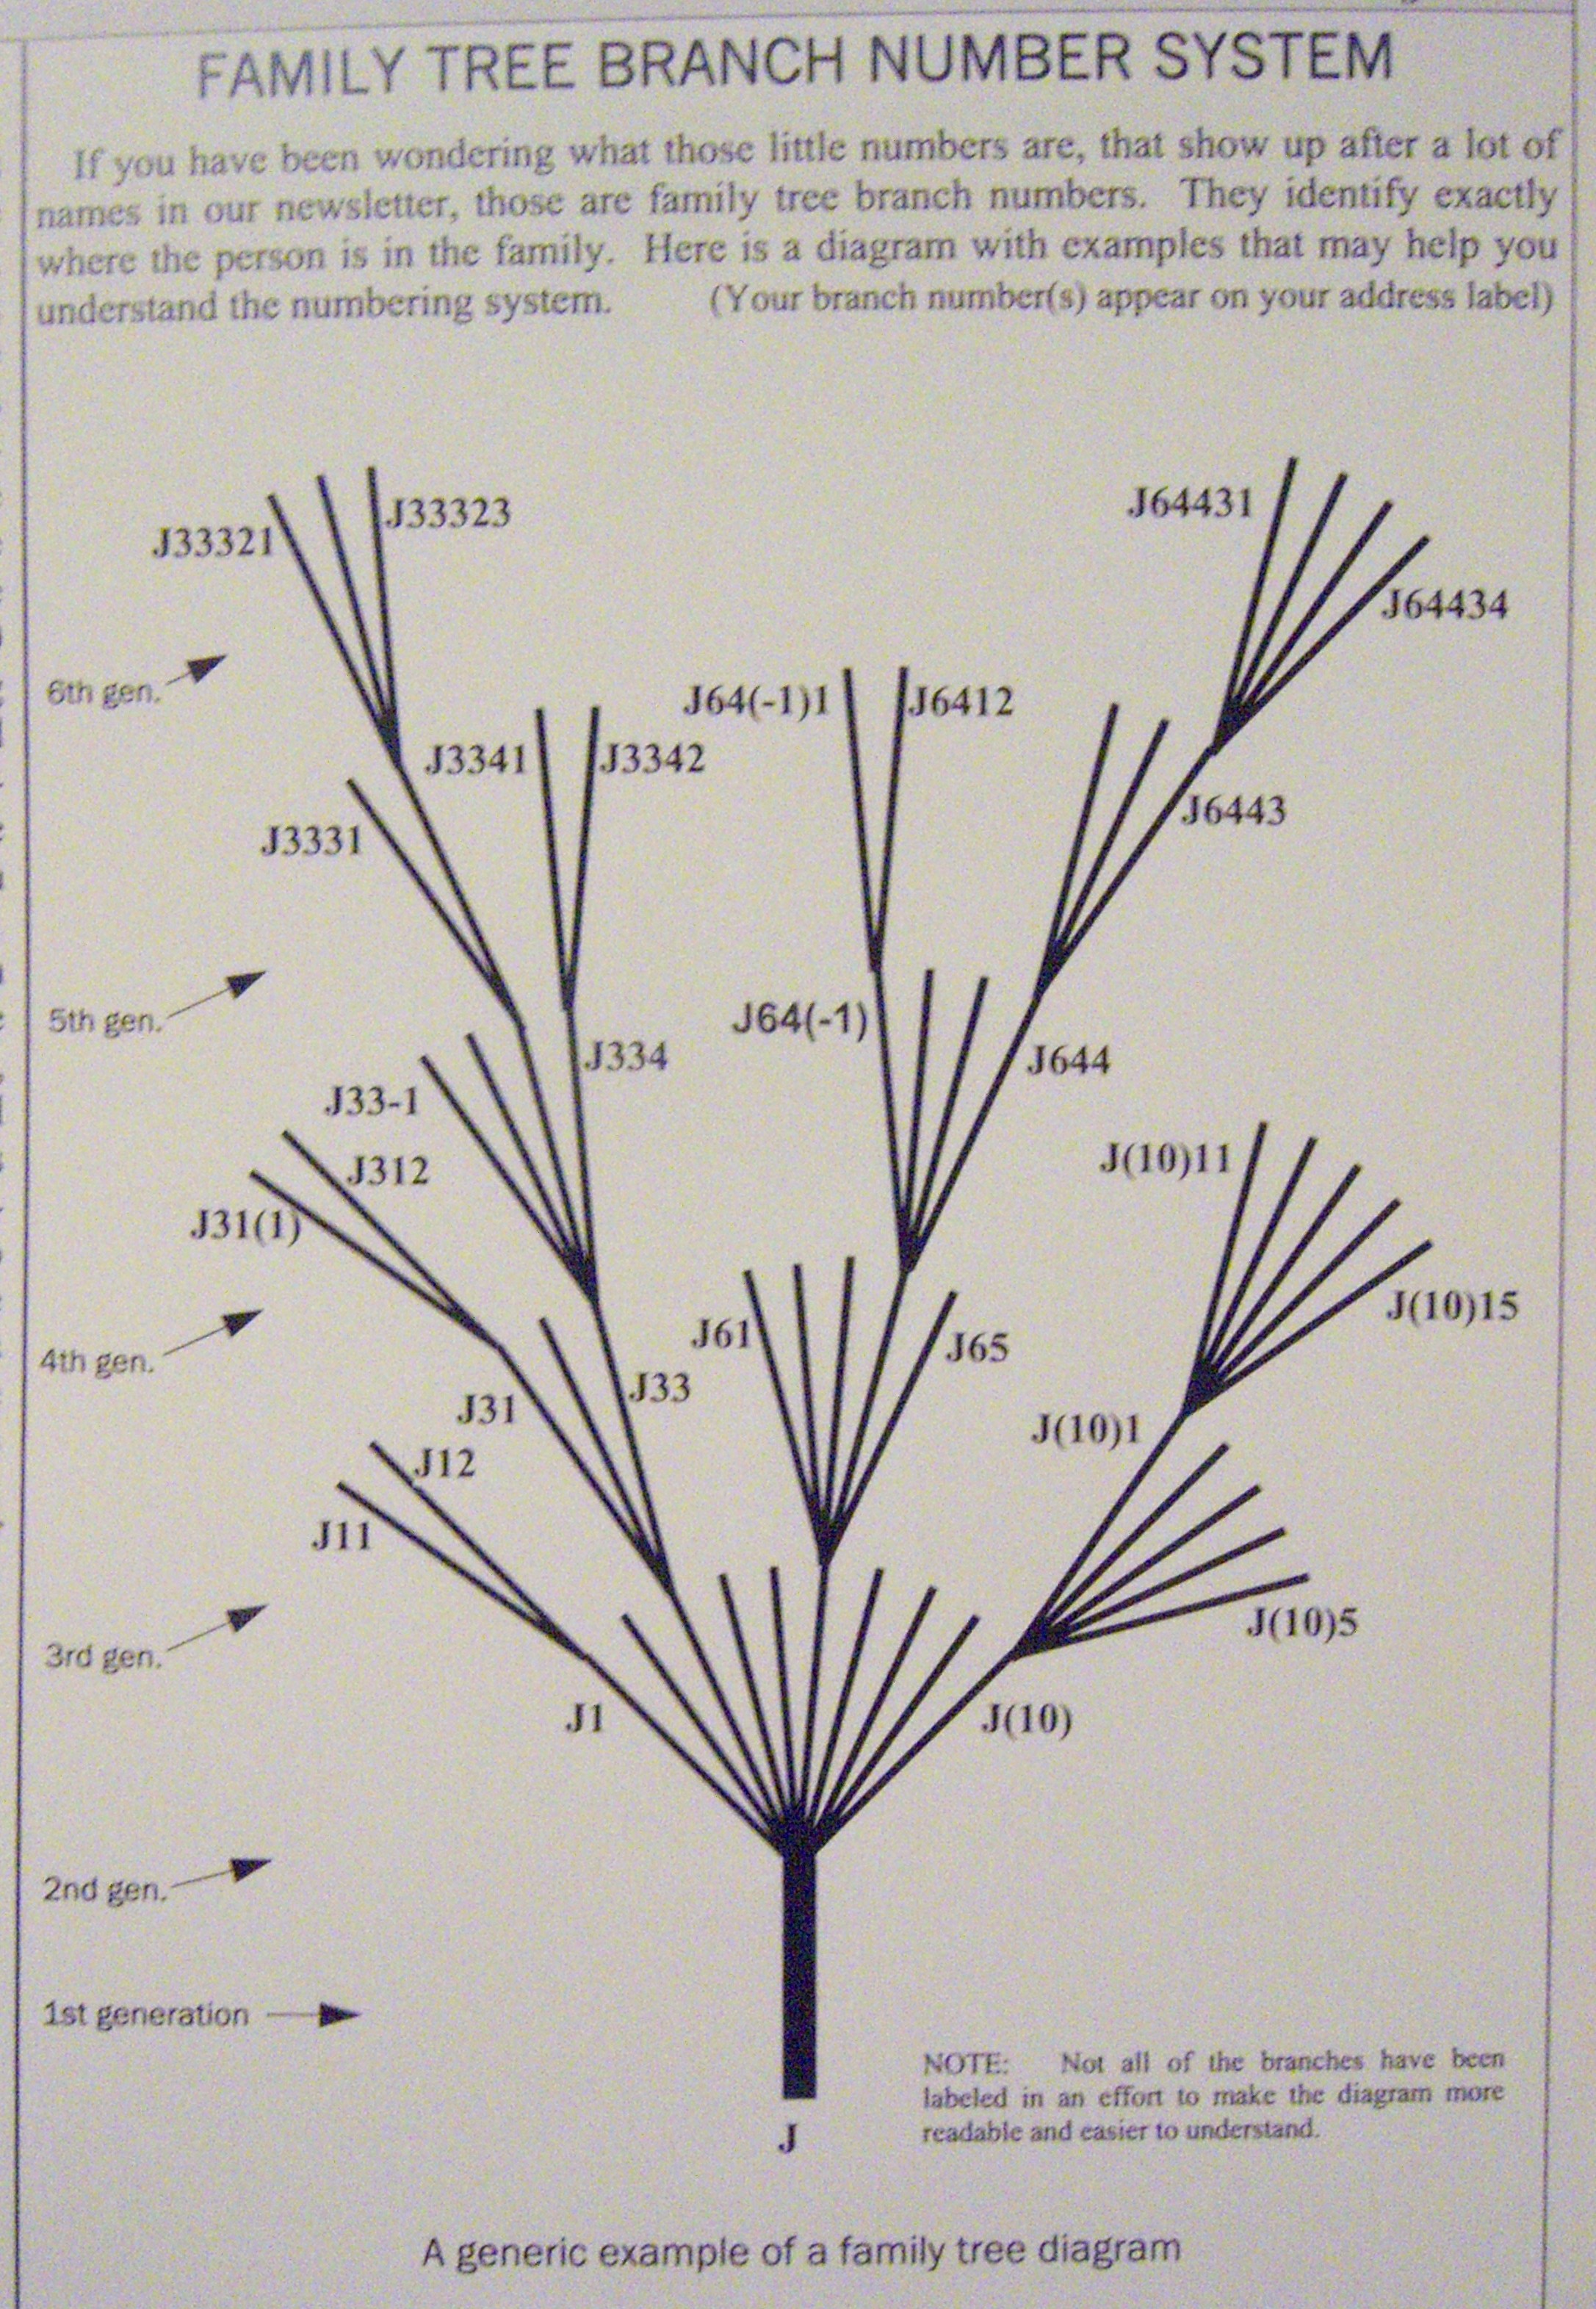 FAMILY TREE BRANCH NUMBER SYSTEM
If you have been wondering what those little numbers are, that show up after a lot of
names in our newsletter, those are family tree branch numbers. They identify exactly
where the person is in the family. Here is a diagram with examples that may help you
understand the numbering system. (Your branch number(s) appear on your address label)
J64431
J33323
J33321
J64434
6th gen.
J64(-1)1
J6412
J3341
J3342
J6443
J3331
5th gen.
J64(-1)
J334
J644
J33-1
J312
J(10)11
J31(1)
J(10)15
4th gen.
J61
J65
J33
J31
J(10)1
J12
J11
J(10)5
3rd gen.
J1
J(10)
2nd gen.
1st generation
NOTE: Not all of the branches have been
labeled in an effort to make the diagram more
readable and easier to understand.
J
A generic example of a family tree diagram